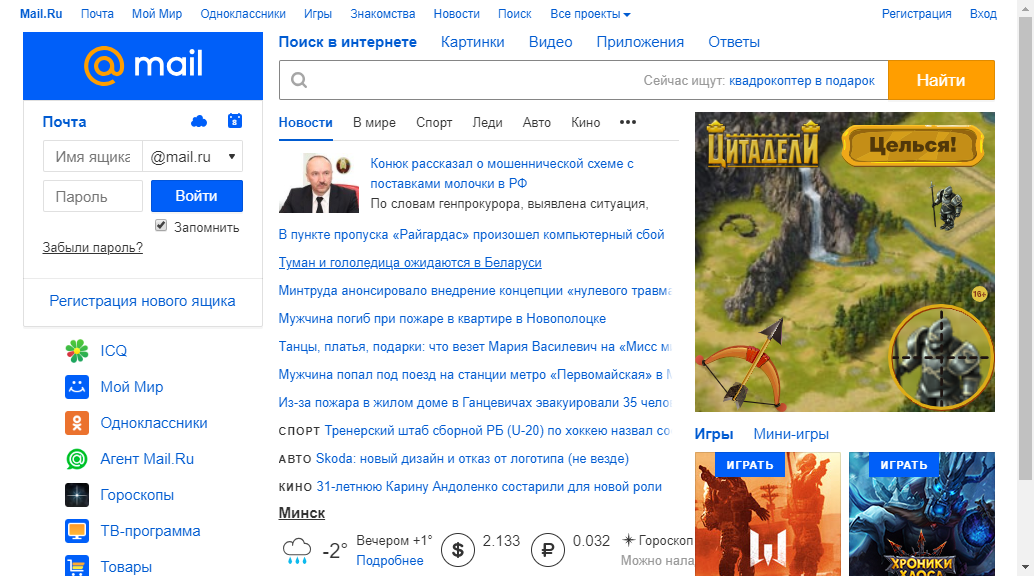 Mail.Ru Почта Мой Мир Одноклассники Игры Знакомства Новости Поиск Все проекты Регистрация Вход
mail
Почта
8
Имя ящика @mail.ru
Пароль Войти
Запомнить
Забыли пароль?
Регистрация нового ящика
ICQ
Мой Мир
Одноклассники
Агент Mail.Ru
Гороскопы
ТВ-программа
Товары
Поиск в интернете Картинки Видео Приложения Ответы
Сейчас ищут: квадрокоптер в подарок Найти
Новости В мире Спорт Леди Авто Кино •••
Конюк рассказал о мошеннической схеме с
поставками молочки в РФ
По словам генпрокурора, выявлена ситуация,
В пункте пропуска «Райгардас» произошел компьютерный сбой
Туман и гололедица ожидаются в Беларуси
Минтруда анонсировало внедрение концепции «нулевого травма
Мужчина погиб при пожаре в квартире в Новополоцке
Танцы, платья, подарки: что везет Мария Василевич на «Мисс м
Мужчина попал под поезд на станции метро «Первомайская» в
Из-за пожара в жилом доме в Ганцевичах эвакуировали 35 чело
СПОРТ Тренерский штаб сборной РБ (U-20) по хоккею назвал со
АВТО Skoda: новый дизайн и отказ от логотипа (не везде)
КИНО 31-летнюю Карину Андоленко состарили для новой роли
Минск
-2° Вечером +1° $ 2.133 ₽ 0.032 Гороскоп
Подробнее Можно нала
ЦИТАДЕЛИ Целься!
16+
Игры Мини-игры
ИГРАТЬ ИГРАТЬ
W ХРОНИКИ
ХАОСА